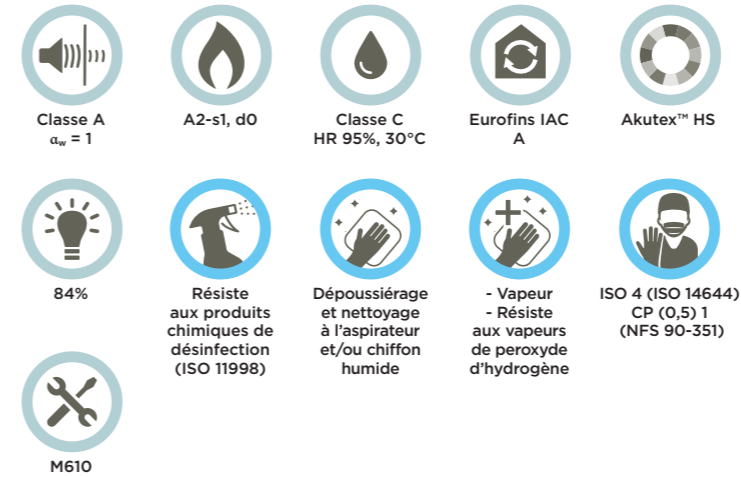 Classe A
αw = 1
A2-s1, d0
Classe C
HR 95%, 30°C
Eurofins IAC
A
Akutex™ HS
84%
Résiste
aux produits
chimiques de
désinfection
(ISO 11998)
Dépoussiérage
et nettoyage
à l’aspirateur
et/ou chiffon
humide
- Vapeur
- Résiste
aux vapeurs
de peroxyde
d’hydrogène
ISO 4 (ISO 14644)
CP (0,5) 1
(NFS 90-351)
M610